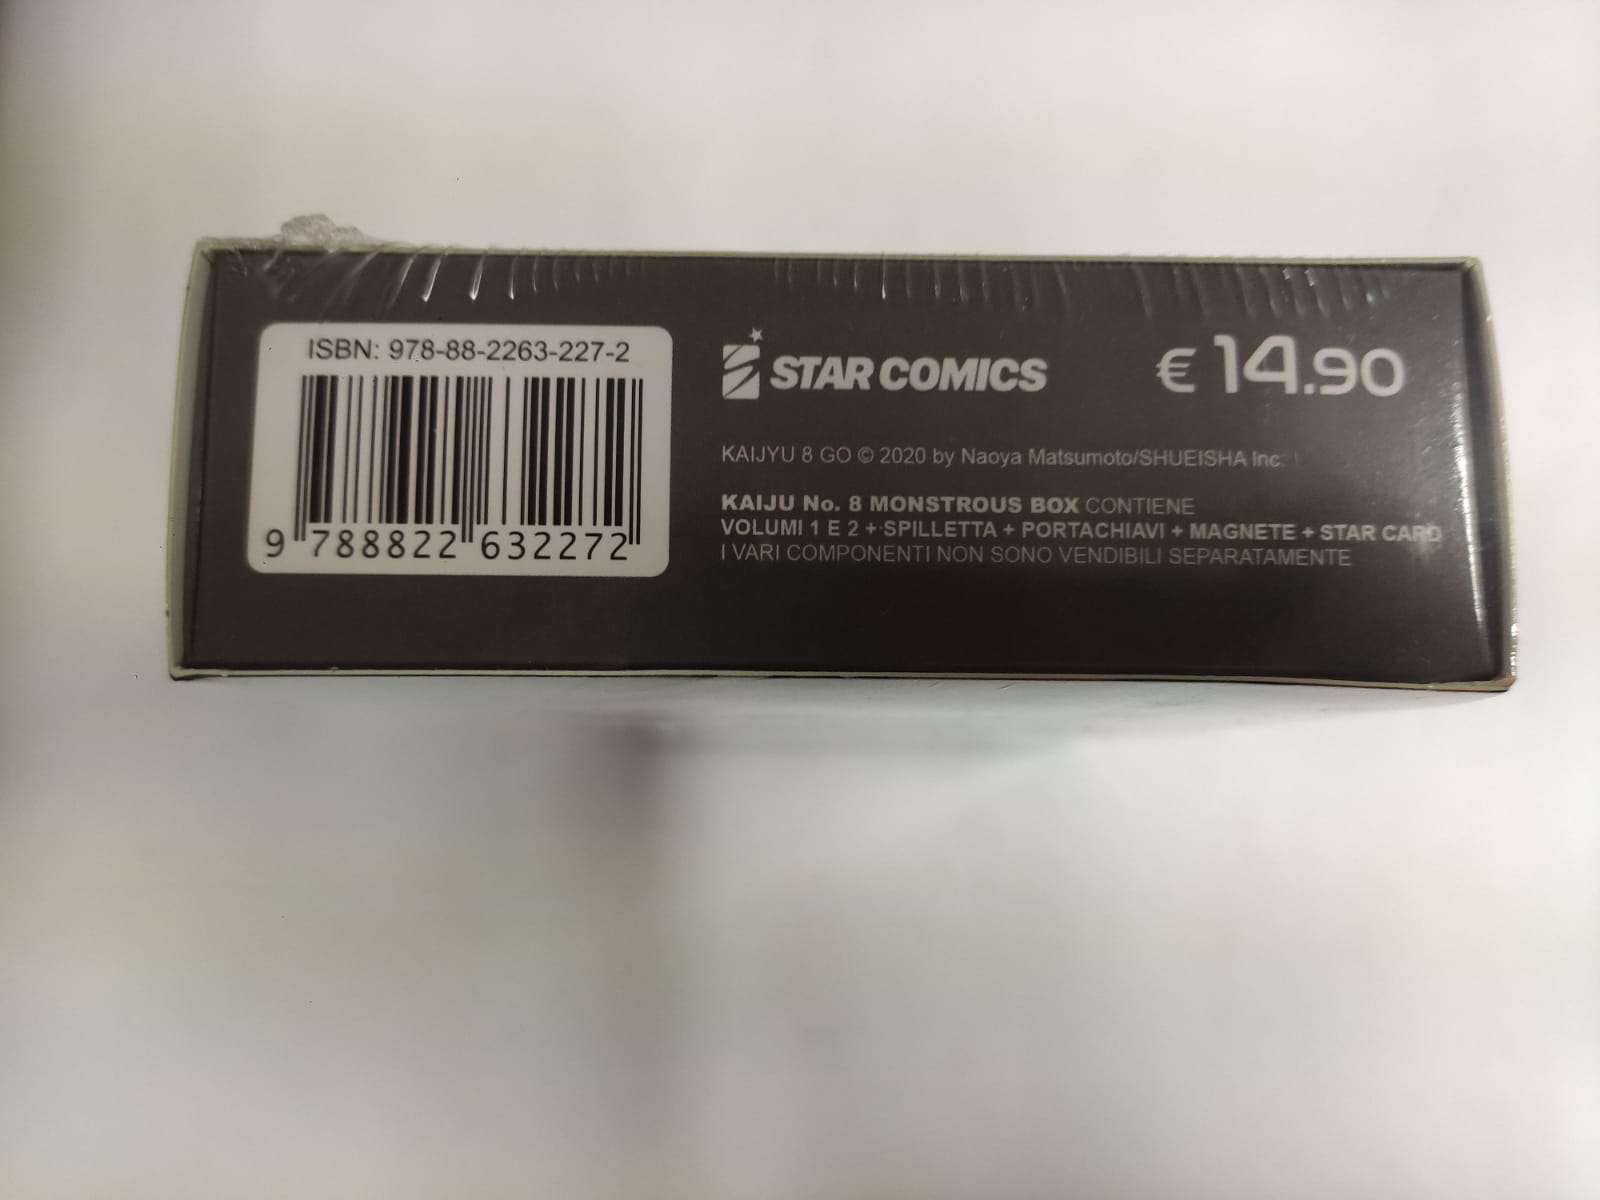 ISBN: 978-88-2263-227-2
9 788822 632272
STAR COMICS
€ 14.90
KAIJYU 8 GO © 2020 by Naoya Matsumoto/SHUEISHA Inc.
KAIJU No. 8 MONSTROUS BOX CONTIENE
VOLUMI 1 E 2 + SPILLETTA + PORTACHIAVI + MAGNETE + STAR CARD
I VARI COMPONENTI NON SONO VENDIBILI SEPARATAMENTE